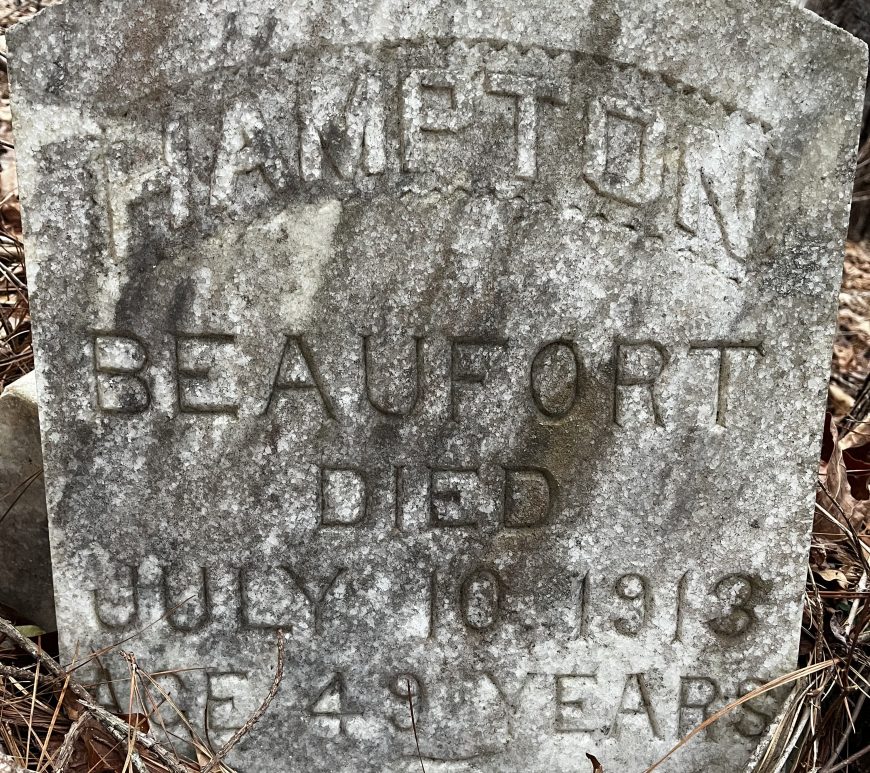 HAMPTON
BEAUFORT
DIED
JULY 10. 1913
AGE 49 YEARS